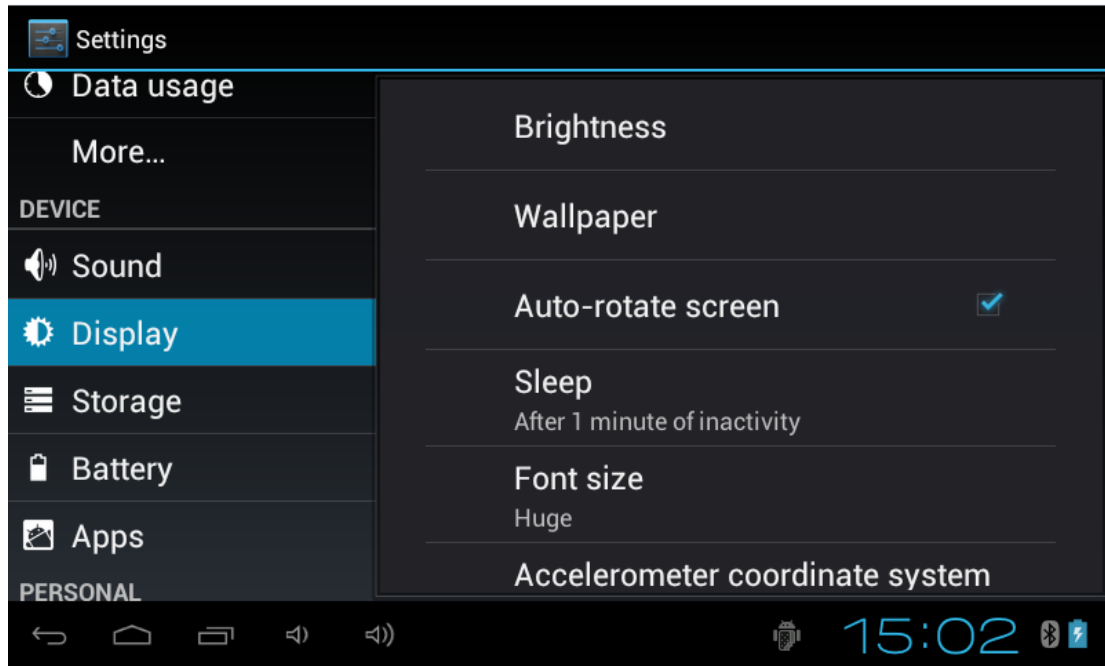 Settings
Data usage
More...
DEVICE
Sound
Display
Storage
Battery
Apps
PERSONAL
Brightness
Wallpaper
Auto-rotate screen
Sleep
After 1 minute of inactivity
Font size
Huge
Accelerometer coordinate system
15:02